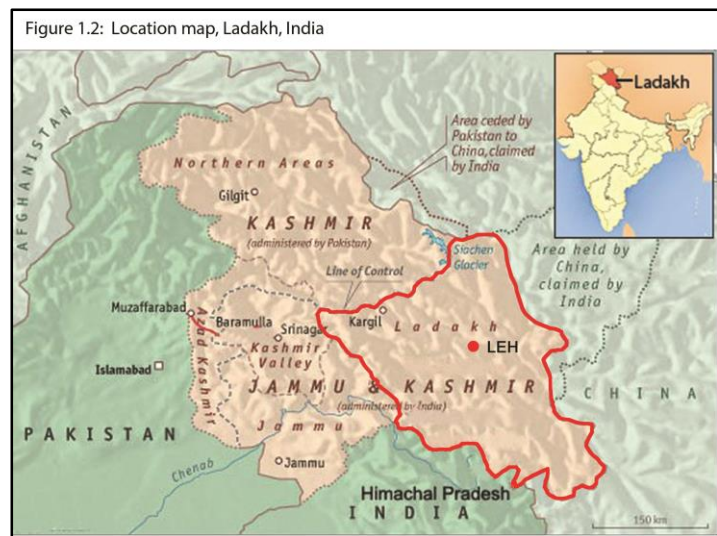 Figure 1.2: Location map, Ladakh, India
Ladakh
AFGHANISTAN
Area ceded by
Pakistan to
China, claimed
by India
Northern Areas
Gilgit
KASHMIR
(administered by Pakistan)
Siachen
Glacier
Area held by
China,
claimed by
India
Line of Control
Muzaffarabad
Baramulla
Srinagar
Kargil
Ladakh
LEH
Kashmir
Valley
Azad Kashmir
Islamabad
JAMMU & KASHMIR
(administered by India)
CHINA
PAKISTAN
Jammu
Chenab
Jammu
Himachal Pradesh
INDIA
150 km